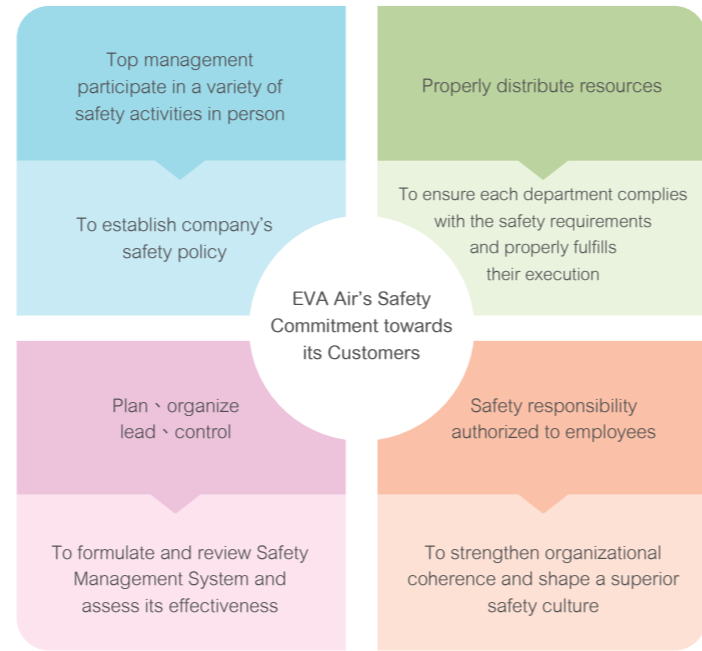 Top management
participate in a variety of
safety activities in person
To establish company's
safety policy
Properly distribute resources
To ensure each department complies
with the safety requirements
and properly fulfills
their execution
EVA Air's Safety
Commitment towards
its Customers
Plan、organize
lead、control
To formulate and review Safety
Management System and
assess its effectiveness
Safety responsibility
authorized to employees
To strengthen organizational
coherence and shape a superior
safety culture